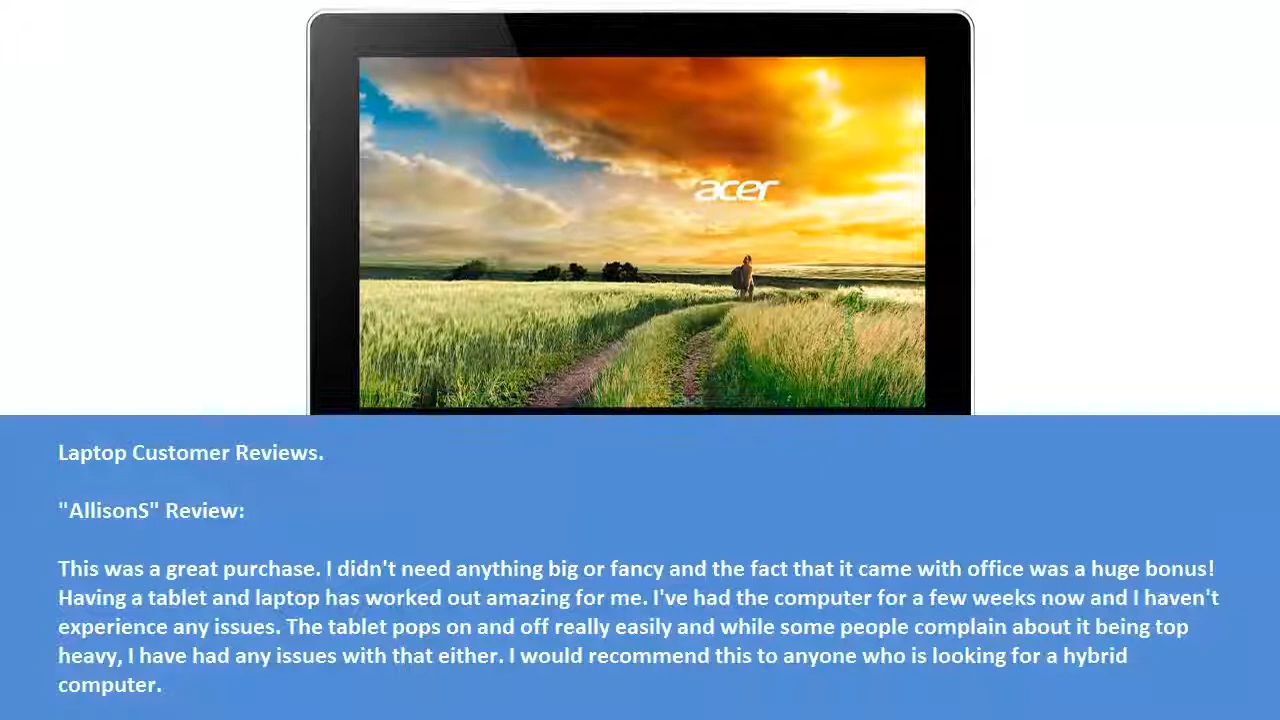 acer
Laptop Customer Reviews.
"AllisonS" Review:
This was a great purchase. I didn't need anything big or fancy and the fact that it came with office was a huge bonus!
Having a tablet and laptop has worked out amazing for me. I've had the computer for a few weeks now and I haven't
experience any issues. The tablet pops on and off really easily and while some people complain about it being top
heavy, I have had any issues with that either. I would recommend this to anyone who is looking for a hybrid
computer.